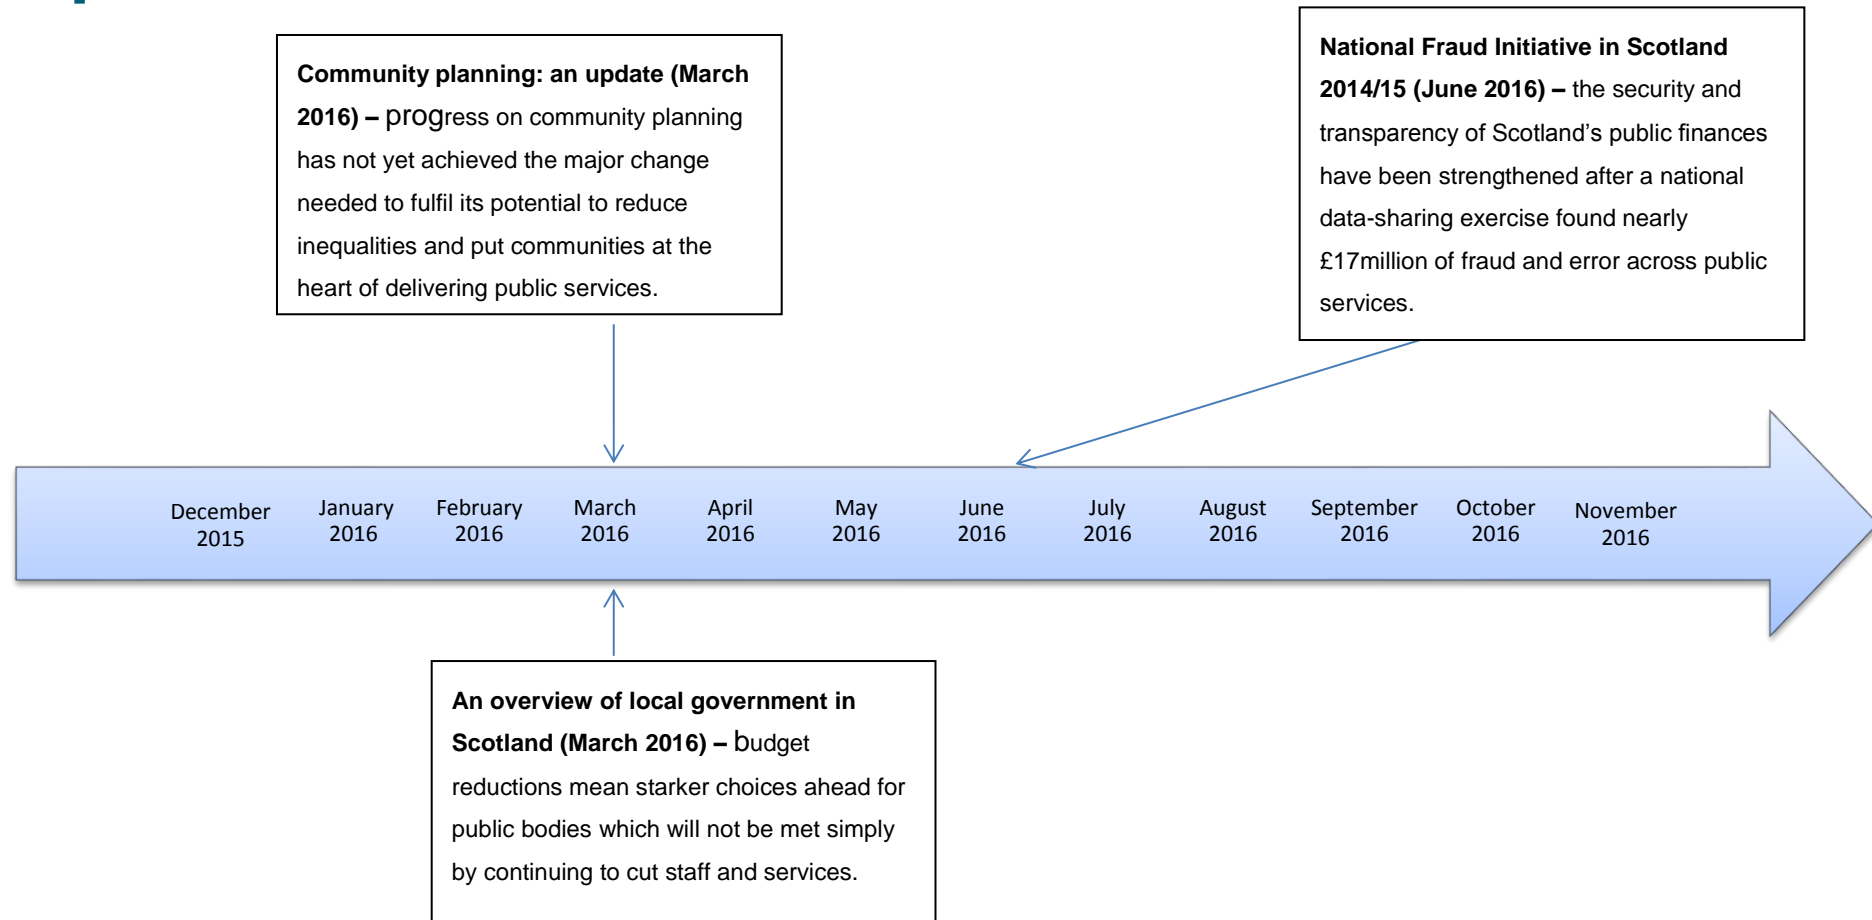 Community planning: an update (March
2016) – progress on community planning
has not yet achieved the major change
needed to fulfil its potential to reduce
inequalities and put communities at the
heart of delivering public services.
National Fraud Initiative in Scotland
2014/15 (June 2016) – the security and
transparency of Scotland’s public finances
have been strengthened after a national
data-sharing exercise found nearly
£17million of fraud and error across public
services.
December
2015
January
2016
February
2016
March
2016
April
2016
May
2016
June
2016
July
2016
August
2016
September
2016
October
2016
November
2016
An overview of local government in
Scotland (March 2016) – budget
reductions mean starker choices ahead for
public bodies which will not be met simply
by continuing to cut staff and services.